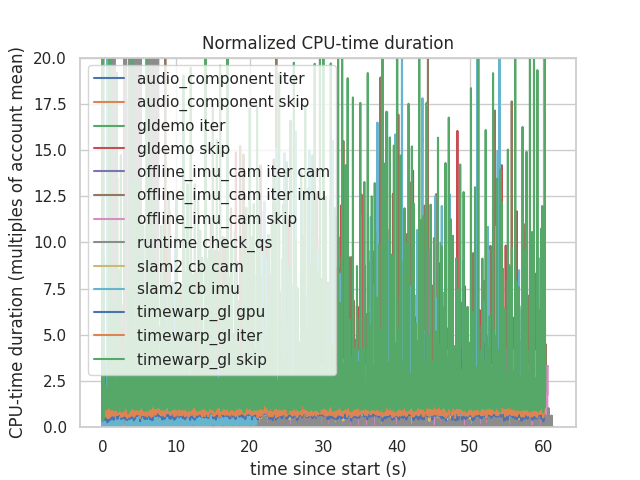 Normalized CPU-time duration
CPU-time duration (multiples of account mean)
20.0
17.5
15.0
12.5
10.0
7.5
5.0
2.5
0.0
audio_component iter
audio_component skip
gldemo iter
gldemo skip
offline_imu_cam iter cam
offline_imu_cam iter imu
offline_imu_cam skip
runtime check_qs
slam2 cb cam
slam2 cb imu
timewarp_gl gpu
timewarp_gl iter
timewarp_gl skip
0 10 20 30 40 50 60
time since start (s)